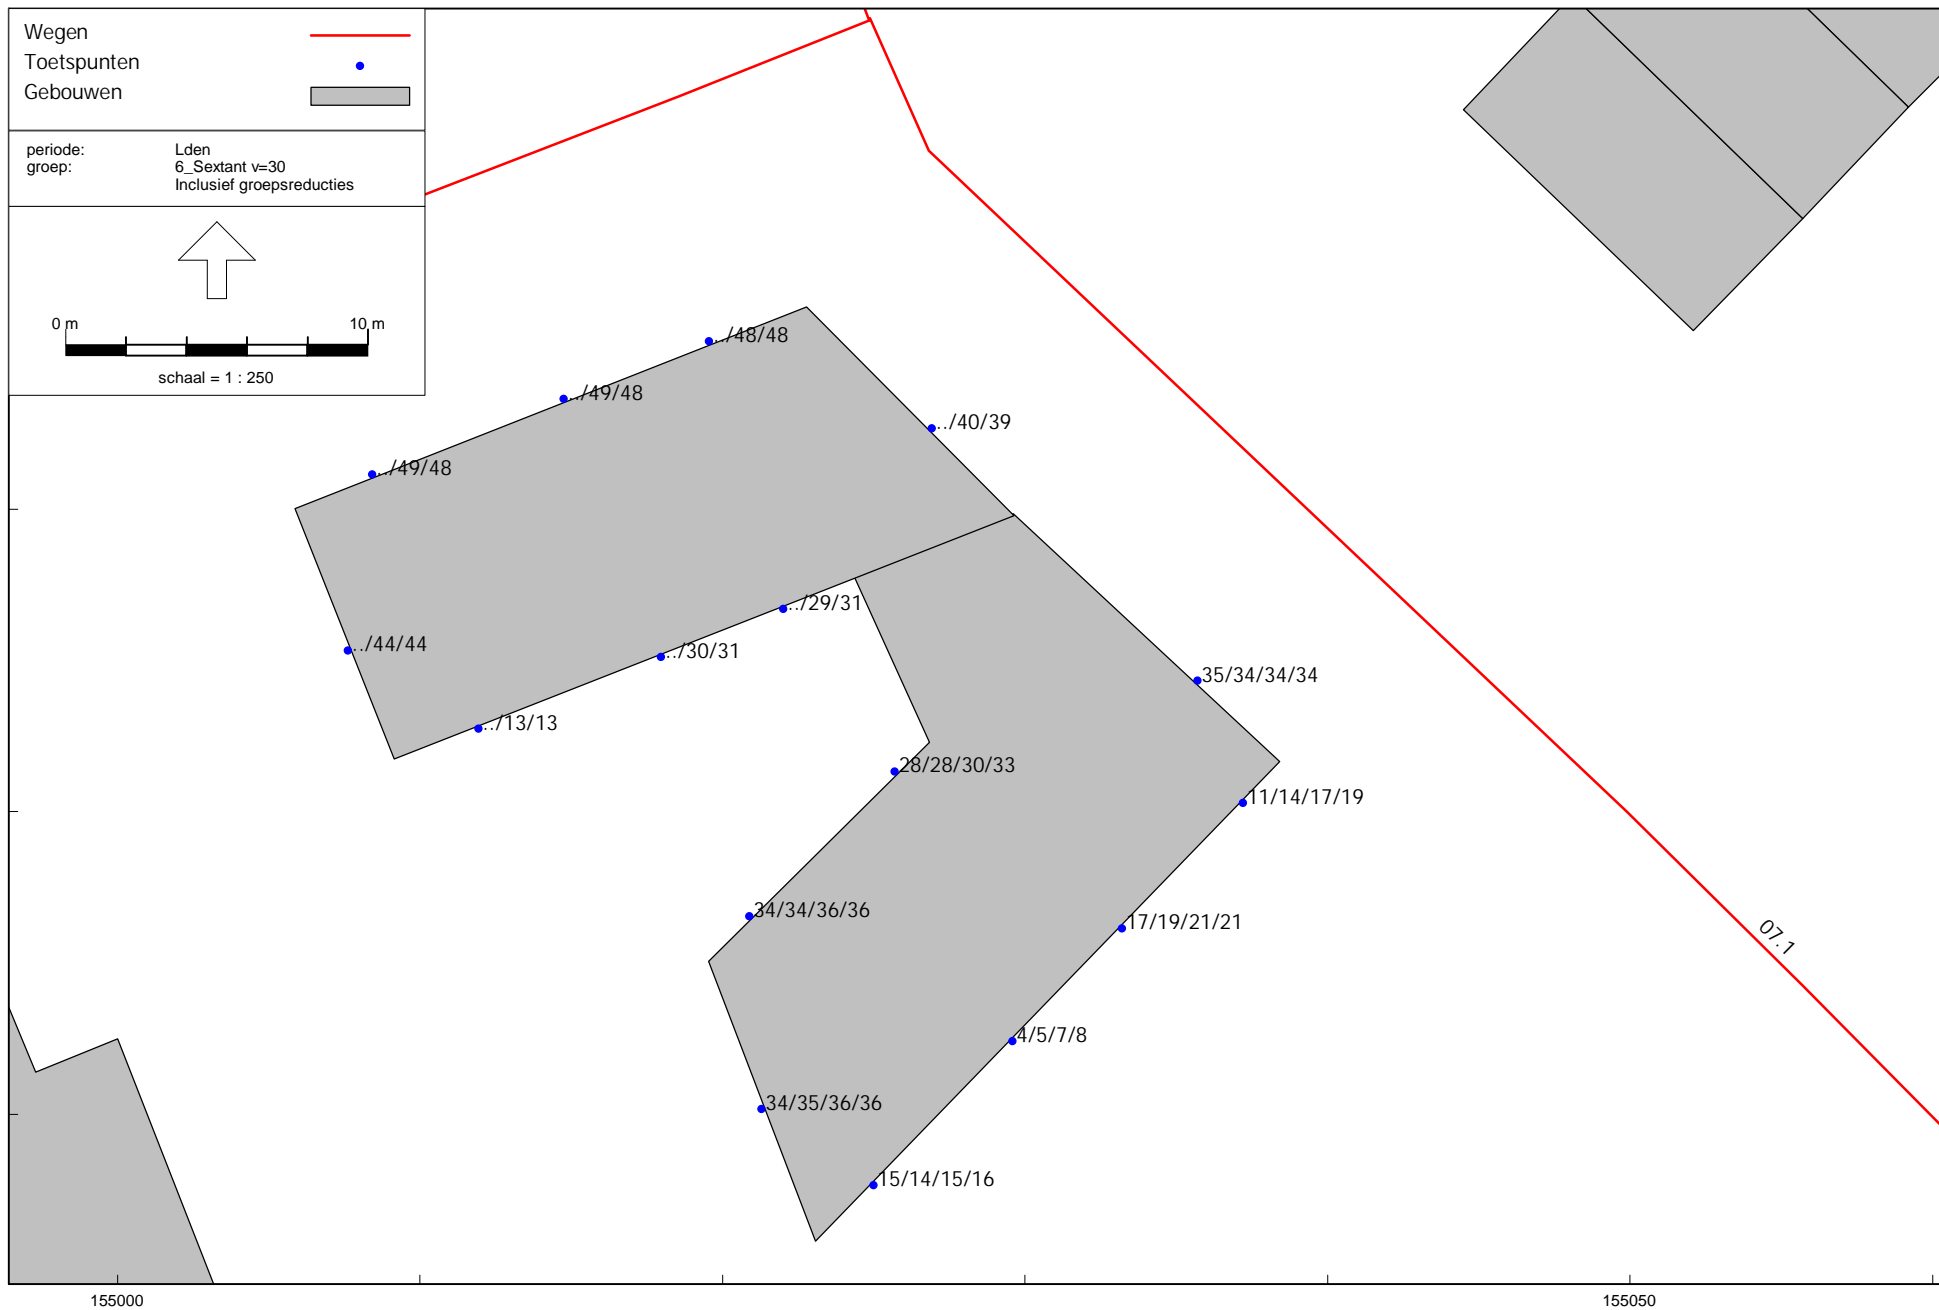 Wegen
Toetspunten
Gebouwen
periode: Lden
groep: 6_Sextant v=30
Inclusief groepsreducties
0 m 10 m
schaal = 1 : 250
../48/48
../49/48
../40/39
../49/48
../29/31
../44/44
../30/31
35/34/34/34
../13/13
28/28/30/33
11/14/17/19
34/34/36/36
17/19/21/21
07.1
4/5/7/8
34/35/36/36
15/14/15/16
155000 155050